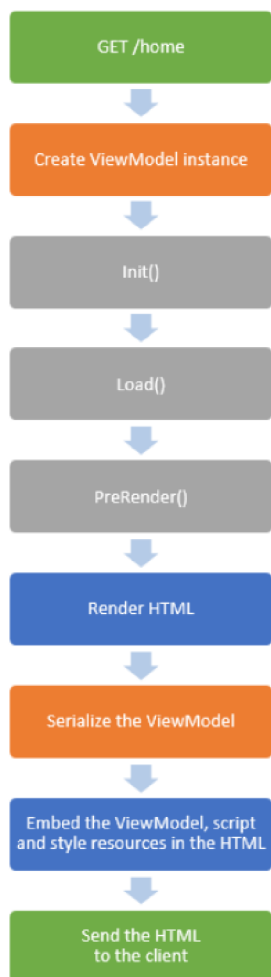 GET /home
Create ViewModel instance
Init()
Load()
PreRender()
Render HTML
Serialize the ViewModel
Embed the ViewModel, script
and style resources in the HTML
Send the HTML
to the client